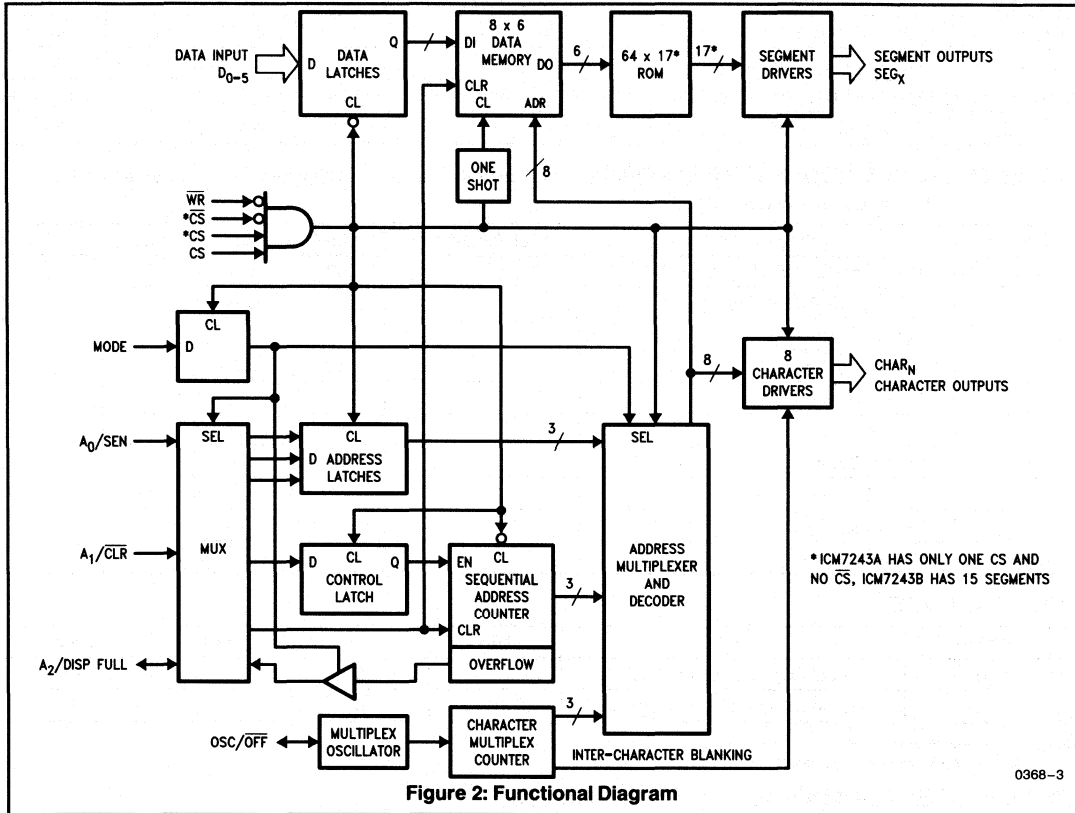 DATA INPUT
D0–5
D
Q
DATA
LATCHES
CL
8 x 6
DATA
MEMORY
DI
DO
CLR
CL
ADR
6
64 x 17*
ROM
17*
SEGMENT
DRIVERS
SEGMENT OUTPUTS
SEGX
ONE
SHOT
8
W̅R̅
*C̅S̅
*CS
CS
MODE
CL
D
8
8
CHARACTER
DRIVERS
CHARN
CHARACTER OUTPUTS
A0/SEN
A1/C̅L̅R̅
A2/DISP FULL
SEL
MUX
CL
D ADDRESS
LATCHES
3
SEL
ADDRESS
MULTIPLEXER
AND
DECODER
D CL Q
CONTROL
LATCH
EN CL
SEQUENTIAL
ADDRESS
COUNTER
CLR
OVERFLOW
3
* ICM7243A HAS ONLY ONE CS AND
NO C̅S̅, ICM7243B HAS 15 SEGMENTS
OSC/O̅F̅F̅
MULTIPLEX
OSCILLATOR
CHARACTER
MULTIPLEX
COUNTER
3
INTER-CHARACTER BLANKING
0368–3
Figure 2: Functional Diagram